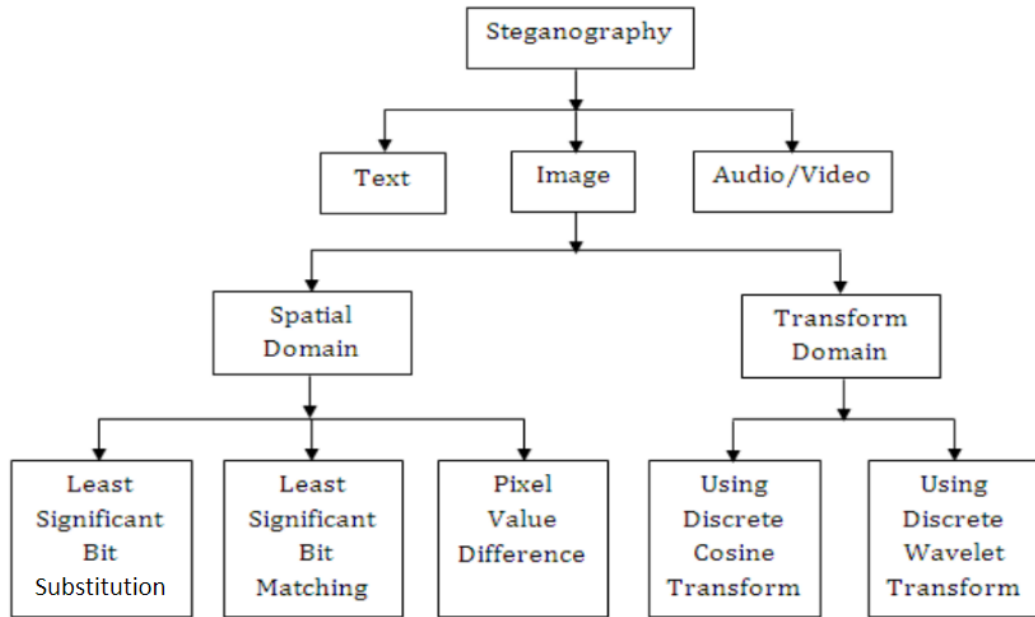 Steganography
Text
Image
Audio/Video
Spatial
Domain
Transform
Domain
Least
Significant
Bit
Substitution
Least
Significant
Bit
Matching
Pixel
Value
Difference
Using
Discrete
Cosine
Transform
Using
Discrete
Wavelet
Transform